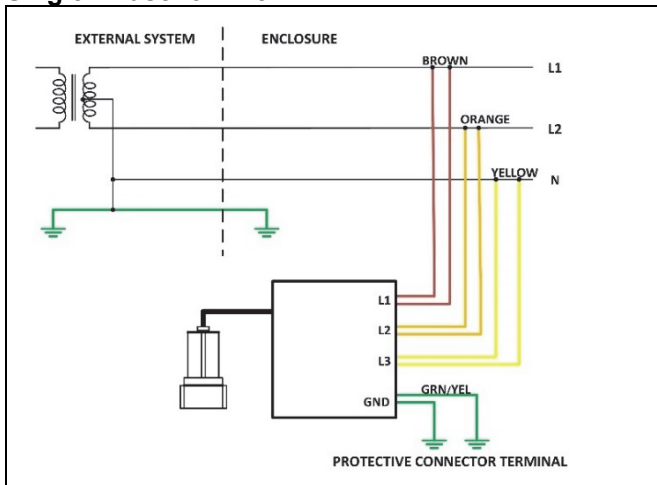 EXTERNAL SYSTEM
ENCLOSURE
BROWN
L1
ORANGE
L2
YELLOW
N
L1
L2
L3
GRN/YEL
GND
PROTECTIVE CONNECTOR TERMINAL